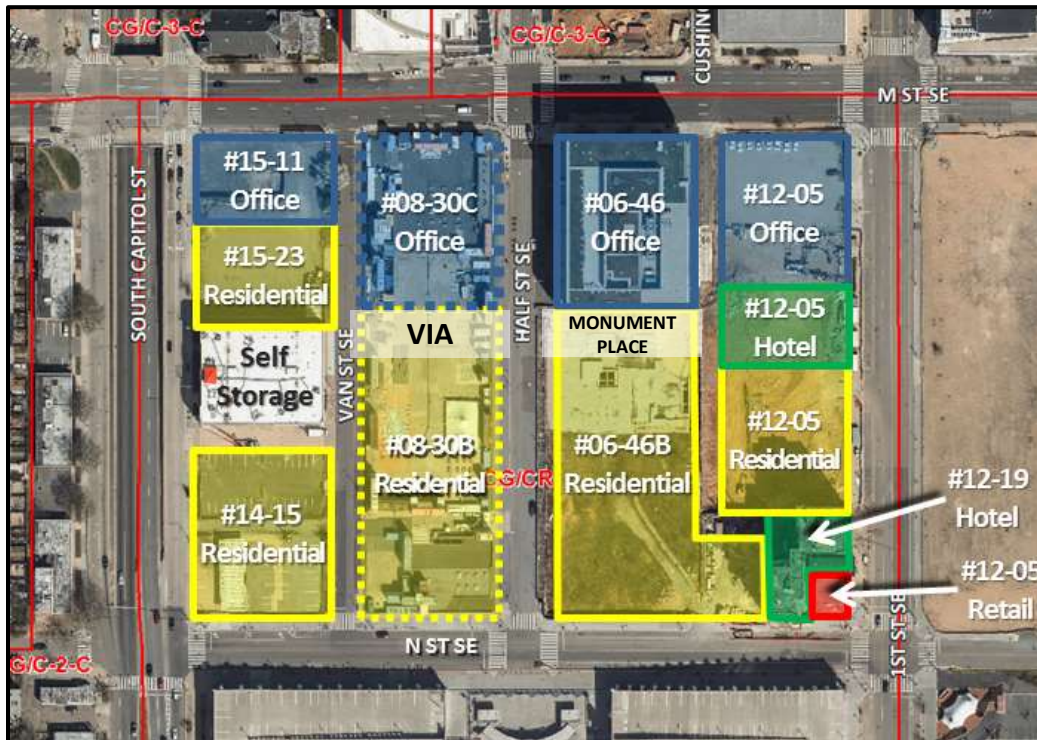 CG/C-3-C
CG/C-3-C
CUSHING
M ST SE
SOUTH CAPITOL ST
#15-11
Office
#15-23
Residential
Self
Storage
#14-15
Residential
VAN ST SE
#08-30C
Office
VIA
#08-30B
Residential
HALF ST SE
CG/CR
#06-46
Office
MONUMENT
PLACE
#06-46B
Residential
#12-05
Office
#12-05
Hotel
#12-05
Residential
#12-19
Hotel
#12-05
Retail
1ST ST SE
N ST SE
G/C-2-C